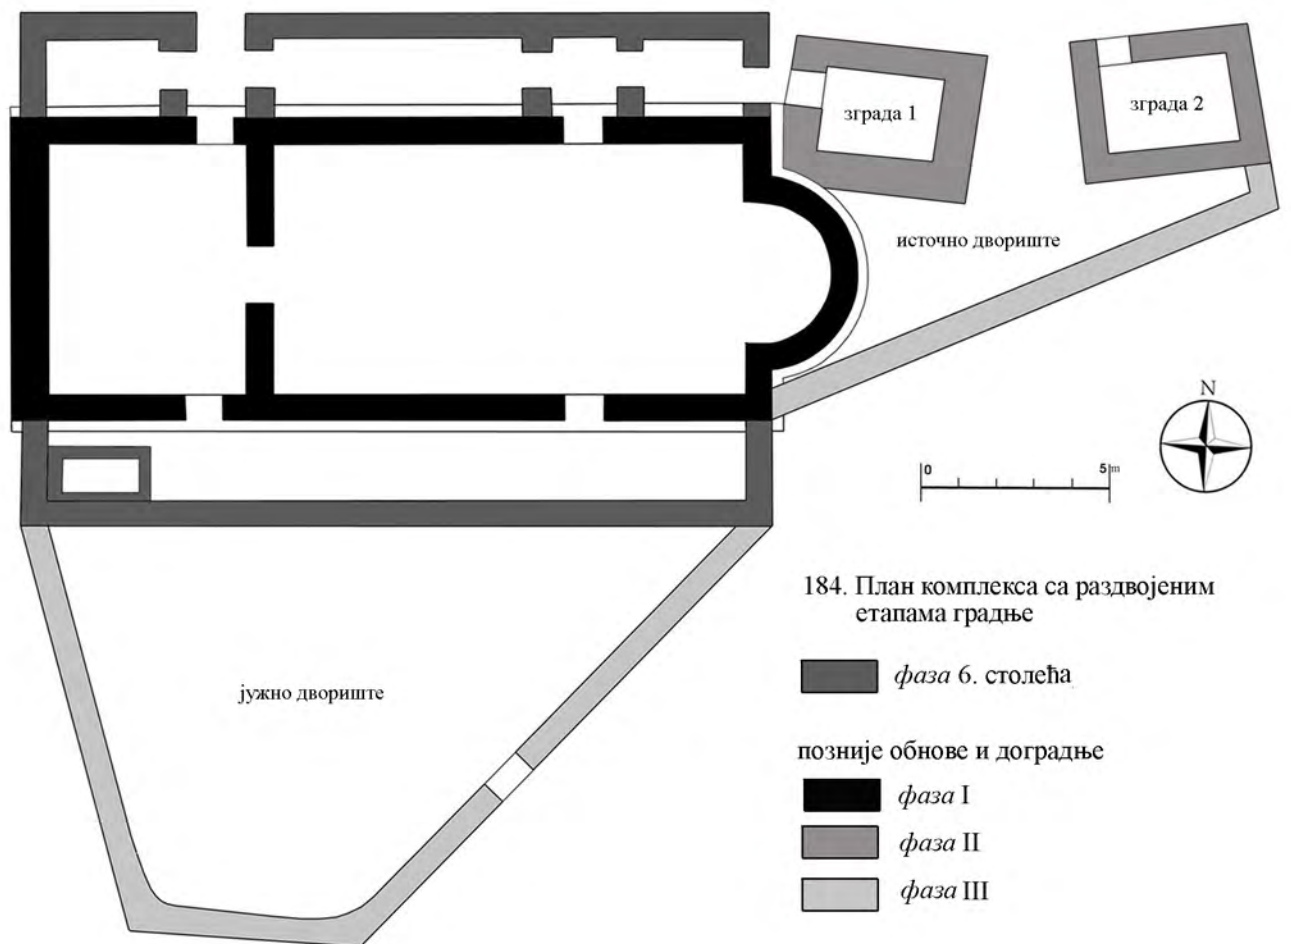 зграда 1
зграда 2
источно двориште
N
0 5 m
184. План комплекса са раздвојеним
етапама градње
фаза 6. столећа
јужно двориште
позније обнове и доградње
фаза I
фаза II
фаза III